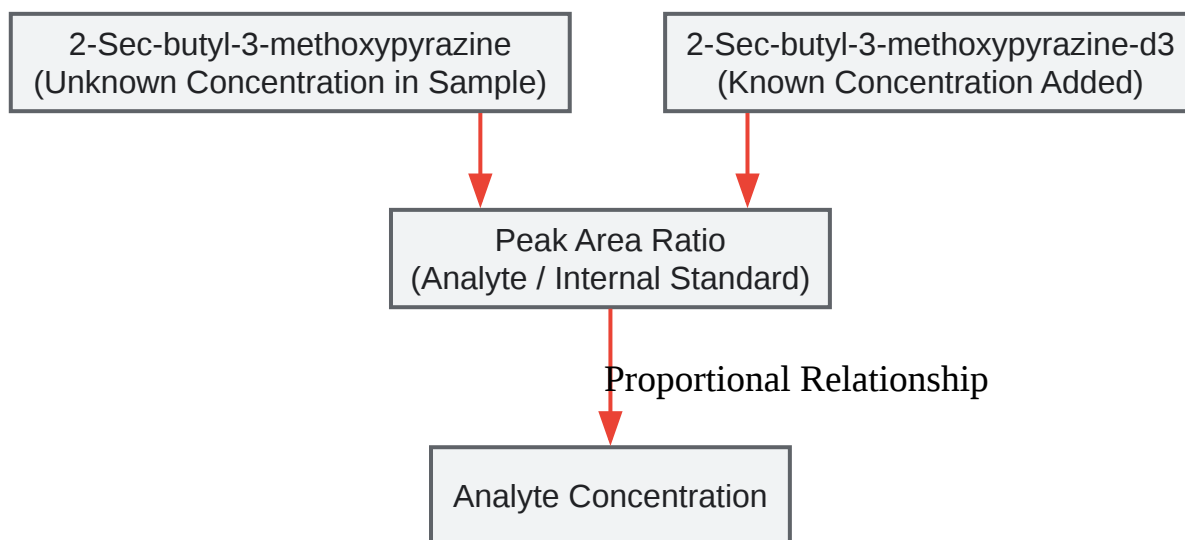 2-Sec-butyl-3-methoxypyrazine
(Unknown Concentration in Sample)
2-Sec-butyl-3-methoxypyrazine-d3
(Known Concentration Added)
Peak Area Ratio
(Analyte / Internal Standard)
Proportional Relationship
Analyte Concentration